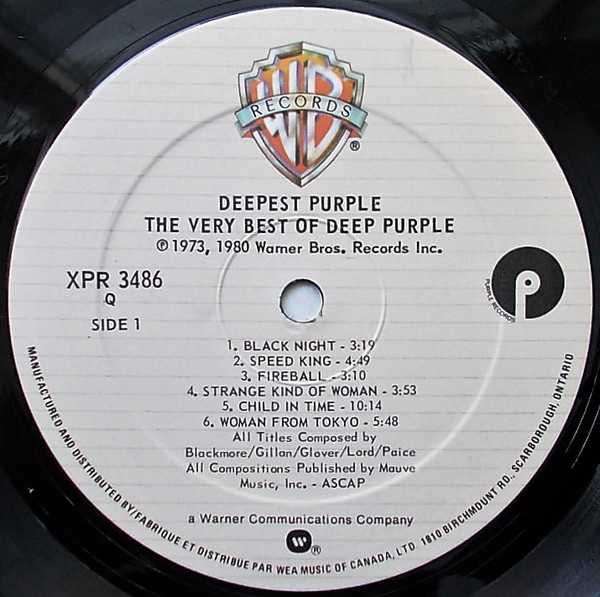 WB
RECORDS
®
DEEPEST PURPLE
THE VERY BEST OF DEEP PURPLE
℗ 1973, 1980 Warner Bros. Records Inc.
XPR 3486
Q
SIDE 1
P
PURPLE RECORDS
1. BLACK NIGHT - 3:19
2. SPEED KING - 4:49
3. FIREBALL - 3:10
4. STRANGE KIND OF WOMAN - 3:53
5. CHILD IN TIME - 10:14
6. WOMAN FROM TOKYO - 5:48
All Titles Composed by
Blackmore/Gillan/Glover/Lord/Paice
All Compositions Published by Mauve
Music, Inc. - ASCAP
a Warner Communications Company
W ®
MANUFACTURED AND DISTRIBUTED BY/FABRIQUE ET DISTRIBUE PAR WEA MUSIC OF CANADA, LTD 1810 BIRCHMOUNT RD., SCARBOROUGH, ONTARIO